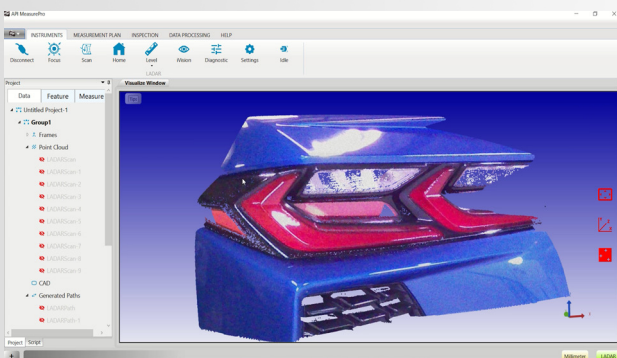 API MeasurePro
INSTRUMENTS MEASUREMENT PLAN INSPECTION DATA PROCESSING HELP
Disconnect Focus Scan Home Level iVision Diagnostic Settings Idle
LADAR
Project
Visualize Window
Data Feature Measure
Untitled Project-1
Group1
Frames
Point Cloud
LADARScan
LADARScan-1
LADARScan-2
LADARScan-3
LADARScan-4
LADARScan-5
LADARScan-6
LADARScan-7
LADARScan-8
LADARScan-9
CAD
Generated Paths
LADARPath
LADARPath-1
Project Script
Millimeter LADAR